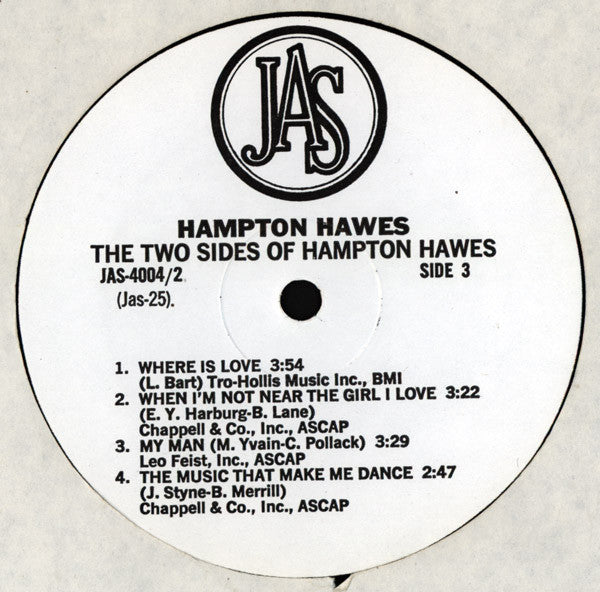 JAS
HAMPTON HAWES
THE TWO SIDES OF HAMPTON HAWES
JAS-4004/2 SIDE 3
(Jas-25).
1. WHERE IS LOVE 3:54
(L. Bart) Tro-Hollis Music Inc., BMI
2. WHEN I'M NOT NEAR THE GIRL I LOVE 3:22
(E. Y. Harburg-B. Lane)
Chappell & Co., Inc., ASCAP
3. MY MAN (M. Yvain-C. Pollack) 3:29
Leo Feist, Inc., ASCAP
4. THE MUSIC THAT MAKE ME DANCE 2:47
(J. Styne-B. Merrill)
Chappell & Co., Inc., ASCAP